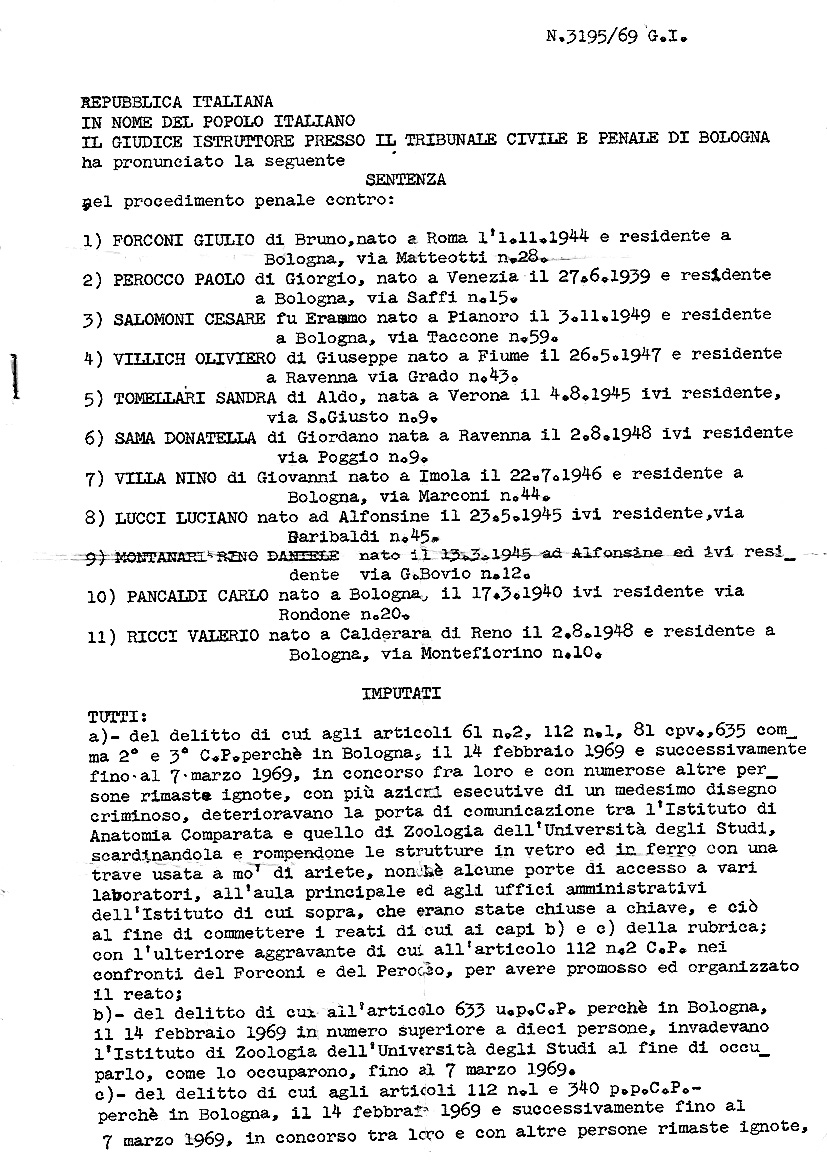 N.3195/69 G.I.
REPUBBLICA ITALIANA
IN NOME DEL POPOLO ITALIANO
IL GIUDICE ISTRUTTORE PRESSO IL TRIBUNALE CIVILE E PENALE DI BOLOGNA
ha pronunciato la seguente
SENTENZA
nel procedimento penale contro:
1) FORCONI GIULIO di Bruno,nato a Roma l'1.11.1944 e residente a
Bologna, via Matteotti n.28.
2) PEROCCO PAOLO di Giorgio, nato a Venezia il 27.6.1939 e residente
a Bologna, via Saffi n.15.
3) SALOMONI CESARE fu Erasmo nato a Pianoro il 3.11.1949 e residente
a Bologna, via Taccone n.59.
4) VILLICH OLIVIERO di Giuseppe nato a Fiume il 26.5.1947 e residente
a Ravenna via Grado n.43.
5) TOMELLARI SANDRA di Aldo, nata a Verona il 4.8.1945 ivi residente,
via S.Giusto n.9.
6) SAMA DONATELLA di Giordano nata a Ravenna il 2.8.1948 ivi residente
via Poggio n.9.
7) VILLA NINO di Giovanni nato a Imola il 22.7.1946 e residente a
Bologna, via Marconi n.44.
8) LUCCI LUCIANO nato ad Alfonsine il 23.5.1945 ivi residente,via
Garibaldi n.45.
9) MONTANARI RINO DANIELE nato il 13.3.1945 ad Alfonsine ed ivi resi_
dente via G.Bovio n.12.
10) PANCALDI CARLO nato a Bologna, il 17.3.1940 ivi residente via
Rondone n.20.
11) RICCI VALERIO nato a Calderara di Reno il 2.8.1948 e residente a
Bologna, via Montefiorino n.10.
IMPUTATI
TUTTI:
a)- del delitto di cui agli articoli 61 n.2, 112 n.1, 81 cpv.,635 com_
ma 2° e 3° C.P.perchè in Bologna, il 14 febbraio 1969 e successivamente
fino al 7 marzo 1969, in concorso fra loro e con numerose altre per_
sone rimaste ignote, con più azioni esecutive di un medesimo disegno
criminoso, deterioravano la porta di comunicazione tra l'Istituto di
Anatomia Comparata e quello di Zoologia dell'Università degli Studi,
scardinandola e rompendone le strutture in vetro ed in ferro con una
trave usata a mo' di ariete, nonchè alcune porte di accesso a vari
laboratori, all'aula principale ed agli uffici amministrativi
dell'Istituto di cui sopra, che erano state chiuse a chiave, e ciò
al fine di commettere i reati di cui ai capi b) e c) della rubrica;
con l'ulteriore aggravante di cui all'articolo 112 n.2 C.P. nei
confronti del Forconi e del Perocco, per avere promosso ed organizzato
il reato;
b)- del delitto di cui all'articolo 633 u.p.C.P. perchè in Bologna,
il 14 febbraio 1969 in numero superiore a dieci persone, invadevano
l'Istituto di Zoologia dell'Università degli Studi al fine di occu_
parlo, come lo occuparono, fino al 7 marzo 1969.
c)- del delitto di cui agli articoli 112 n.1 e 340 p.p.C.P.-
perchè in Bologna, il 14 febbraio 1969 e successivamente fino al
7 marzo 1969, in concorso tra loro e con altre persone rimaste ignote,